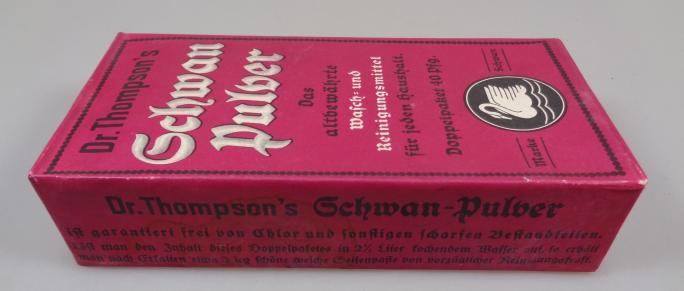 Dr. Thompson's
Schwan
Pulver
Das
altbewährte
Wasch- und
Reinigungsmittel
für jeden Haushalt.
Doppelpaket 40 Pfg.
Marke Schwan
Dr. Thompson's Schwan-Pulver
ist garantiert frei von Chlor und sonstigen scharfen Bestandteilen.
Löst man den Inhalt dieses Doppelpaketes in 2½ Liter kochendem Wasser auf, so erhält
man nach Erkalten etwa 3 kg schöne weiche Seifenpaste von vorzüglicher Reinigungskraft.